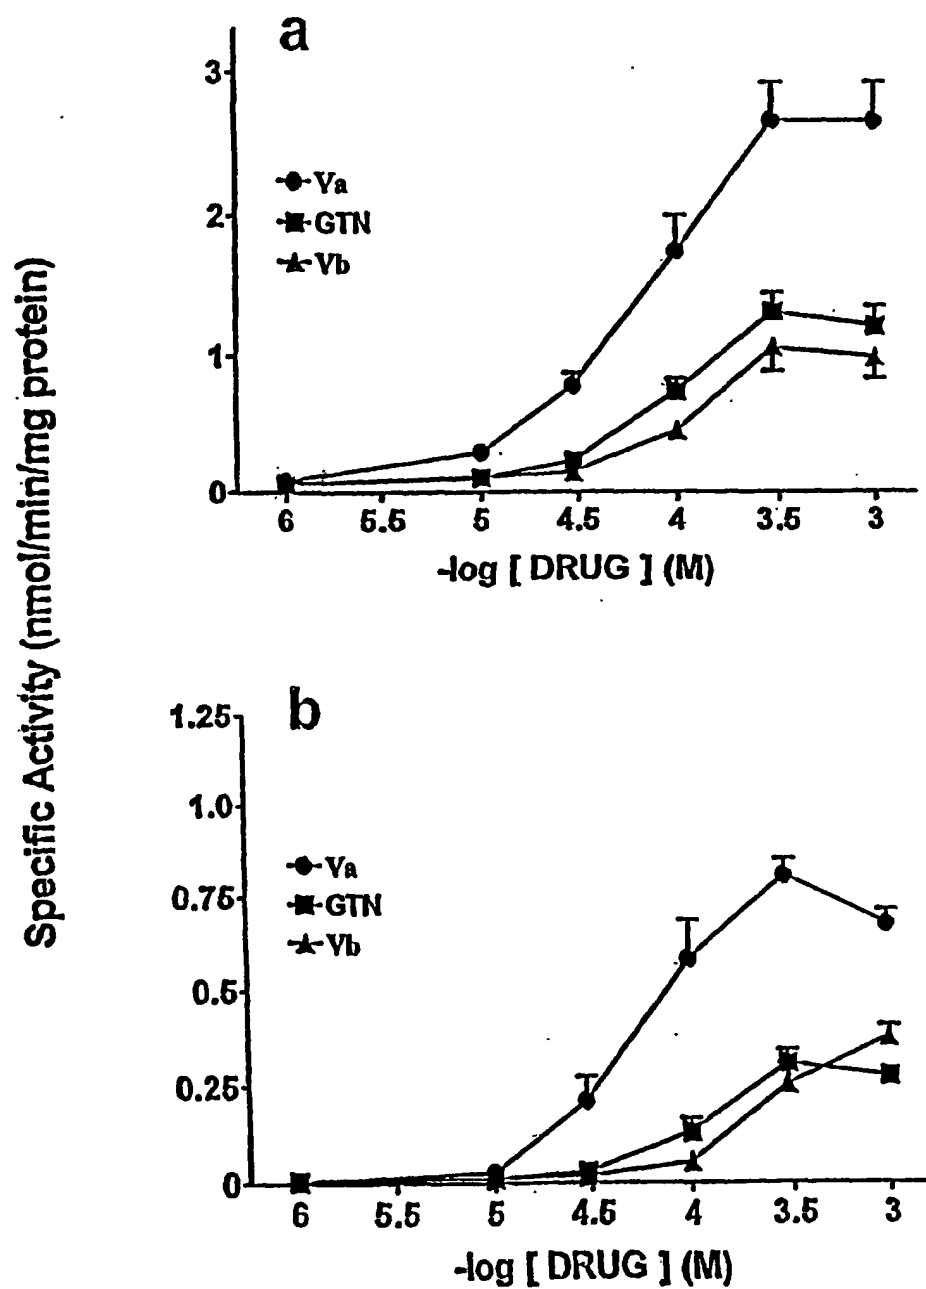 a
3
Va
GTN
Vb
2
1
0
6 5.5 5 4.5 4 3.5 3
-log [ DRUG ] (M)
Specific Activity (nmol/min/mg protein)
b
1.25
1.0
Va
GTN
Vb
0.75
0.5
0.25
0
6 5.5 5 4.5 4 3.5 3
-log [ DRUG ] (M)